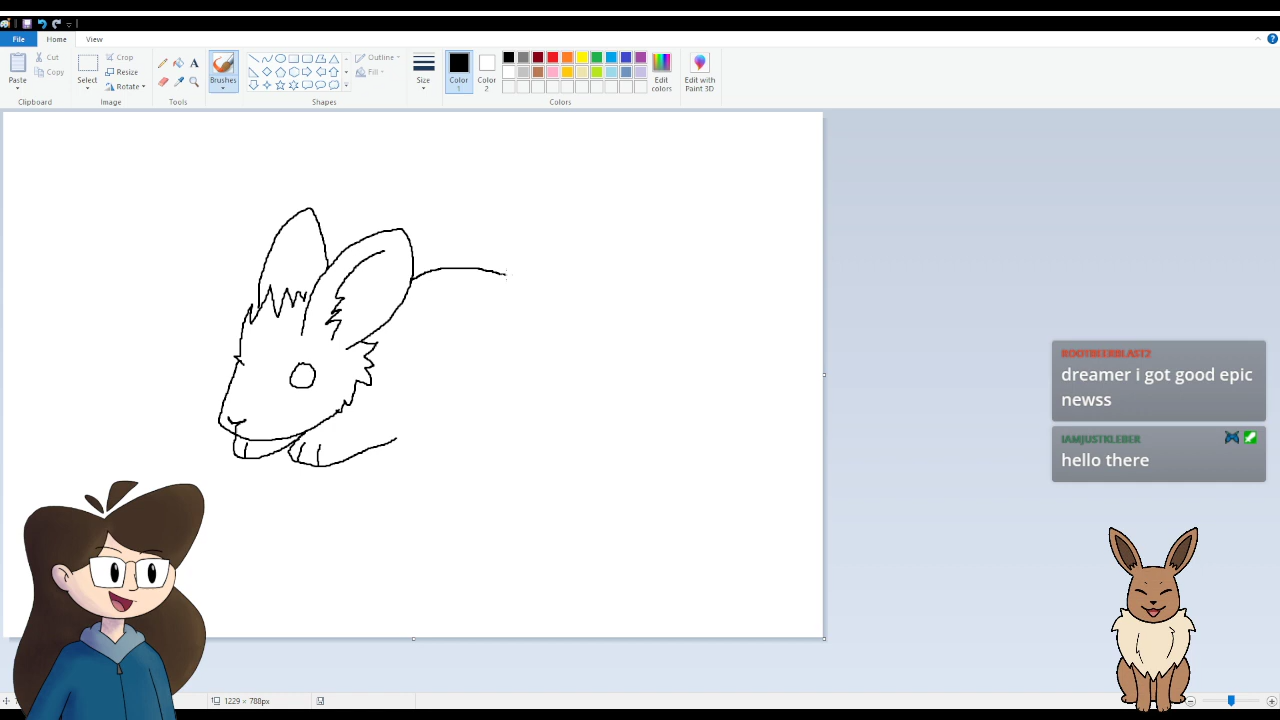 File Home View
Cut
Copy
Paste
Clipboard
Crop
Resize
Rotate
Select
Image
Tools
Brushes
Outline
Fill
Shapes
Size
Color 1
Color 2
Edit colors
Colors
Edit with Paint 3D
ROOTBEERBLAST2
dreamer i got good epic
newss
IAMJUSTKLEBER
hello there
1229 × 788px